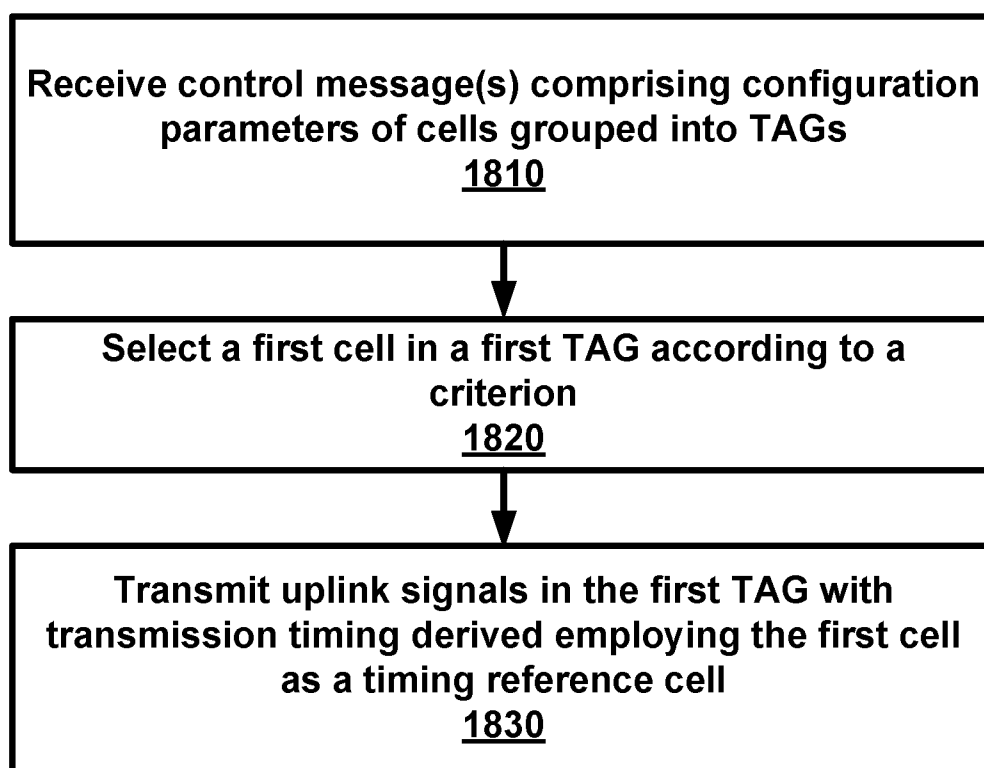 Receive control message(s) comprising configuration
parameters of cells grouped into TAGs
1810
Select a first cell in a first TAG according to a
criterion
1820
Transmit uplink signals in the first TAG with
transmission timing derived employing the first cell
as a timing reference cell
1830